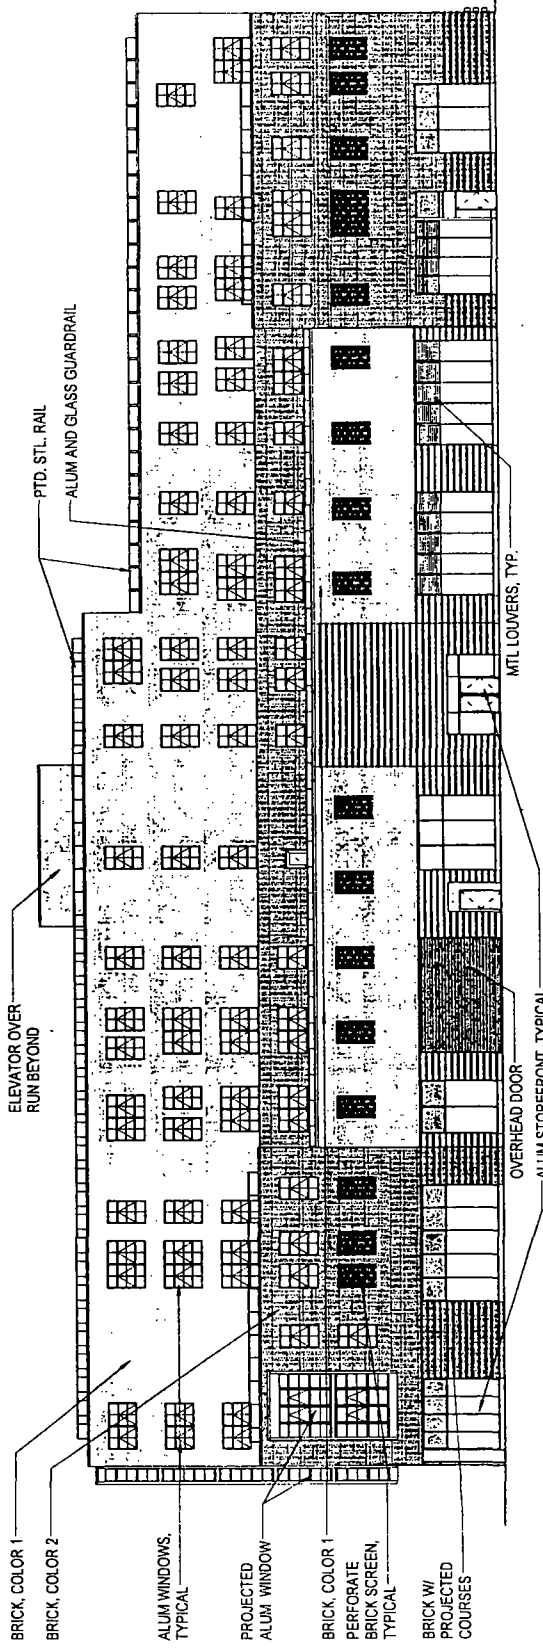 BRICK, COLOR 1
BRICK, COLOR 2
ELEVATOR OVER
RUN BEYOND
PTD. STL. RAIL
ALUM AND GLASS GUARDRAIL
ALUM WINDOWS,
TYPICAL
PROJECTED
ALUM WINDOW
BRICK, COLOR 1
PERFORATE
BRICK SCREEN,
TYPICAL
BRICK W/
PROJECTED
COURSES
OVERHEAD DOOR
ALUM STOREFRONT, TYPICAL
MTL LOUVERS, TYP.